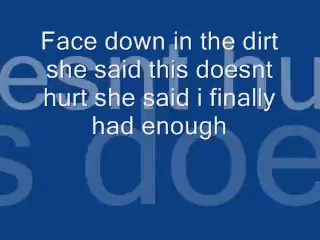 Face down in the dirt
she said this doesnt
hurt she said i finally
had enough